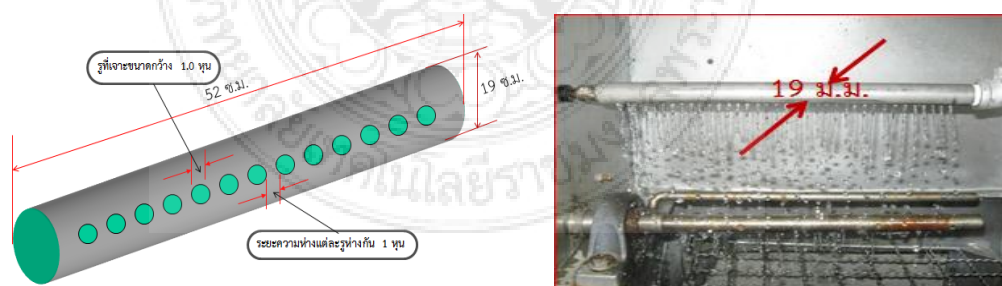 รูที่เจาะขนาดกว้าง 1.0 หุน
52 ซ.ม.
19 ซ.ม.
ระยะความห่างแต่ละรูห่างกัน 1 หุน
19 ม.ม.